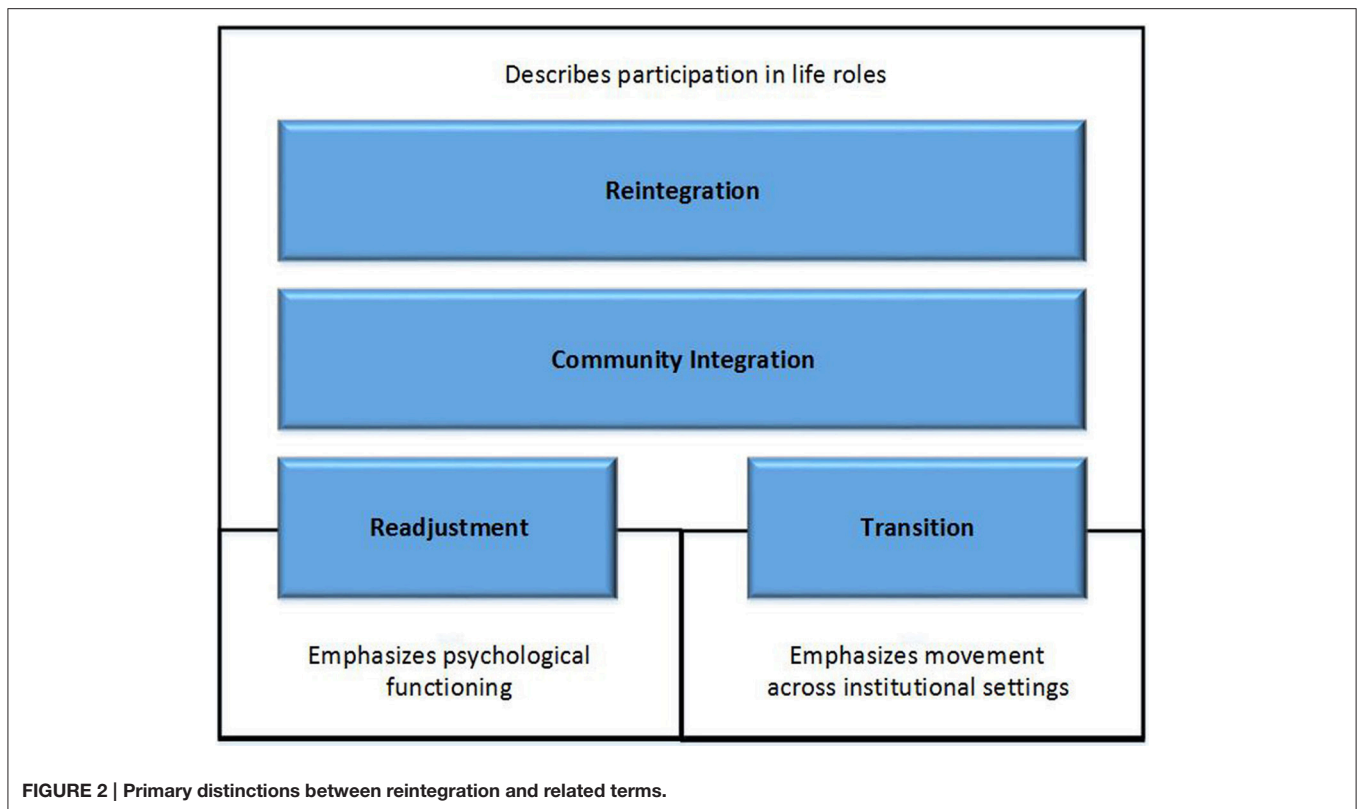 Describes participation in life roles
Reintegration
Community Integration
Readjustment
Transition
Emphasizes psychological
functioning
Emphasizes movement
across institutional settings
FIGURE 2 | Primary distinctions between reintegration and related terms.